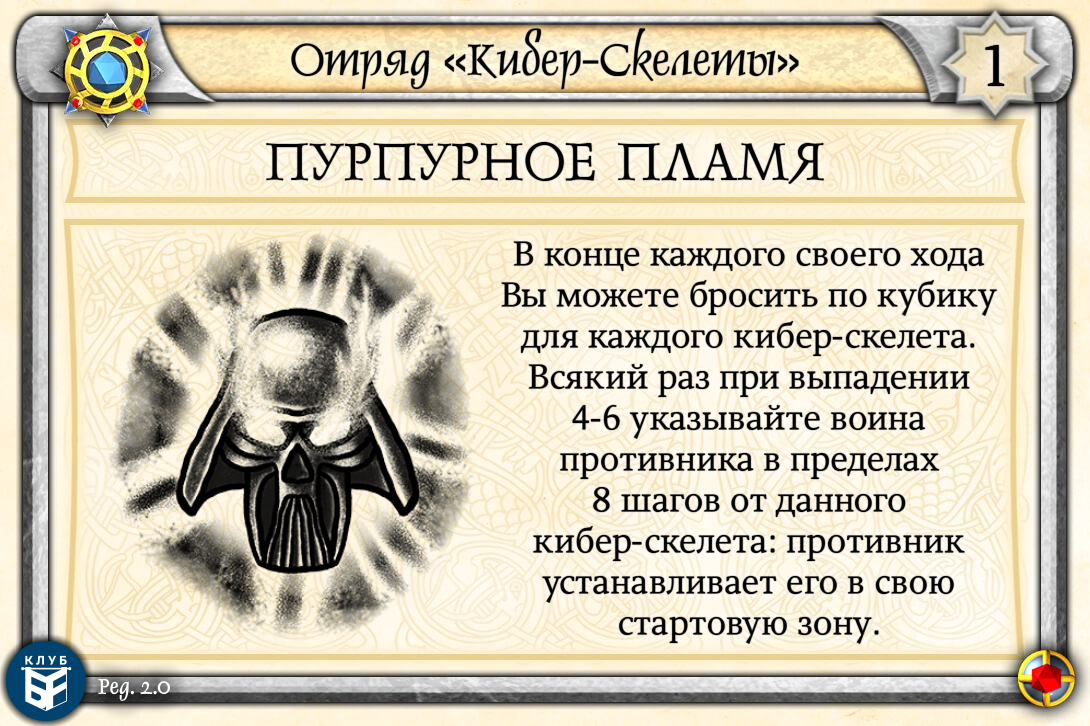 Отряд «Кибер-Скелеты»
1
ПУРПУРНОЕ ПЛАМЯ
В конце каждого своего хода
Вы можете бросить по кубику
для каждого кибер-скелета.
Всякий раз при выпадении
4-6 указывайте воина
противника в пределах
8 шагов от данного
кибер-скелета: противник
устанавливает его в свою
стартовую зону.
КЛУБ
БГ
Ред. 2.0